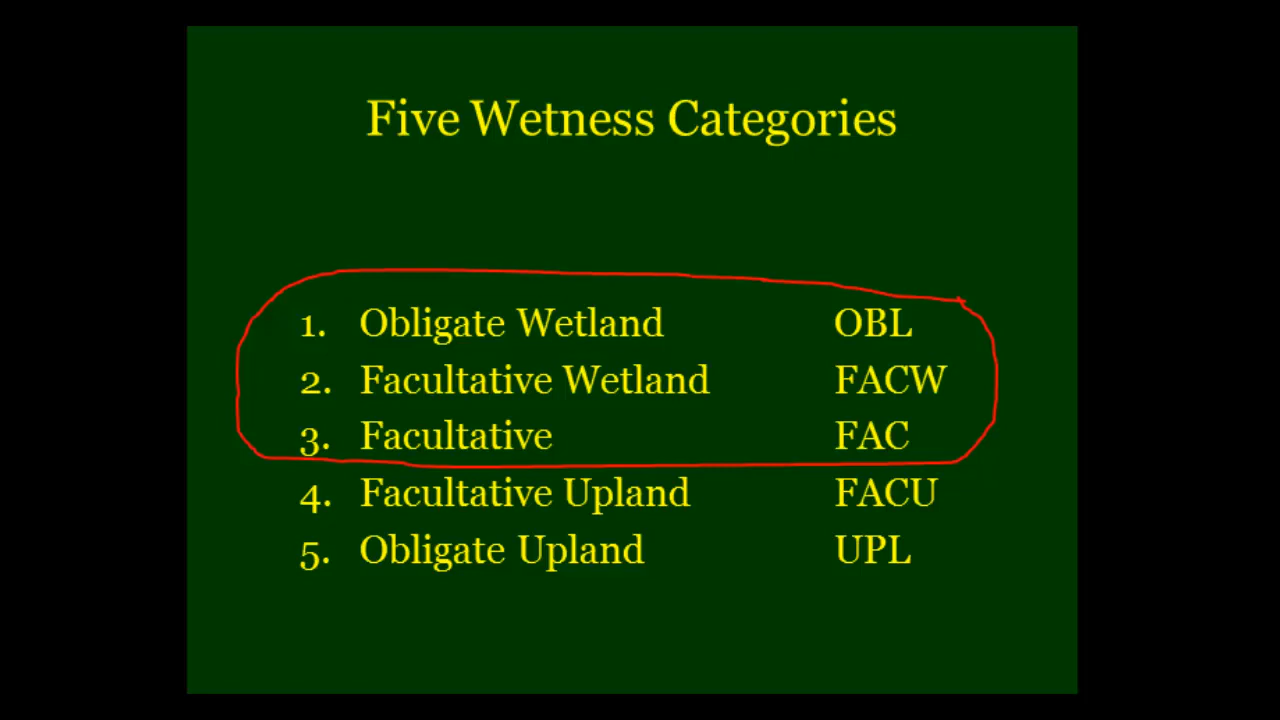 Five Wetness Categories
1. Obligate Wetland OBL
2. Facultative Wetland FACW
3. Facultative FAC
4. Facultative Upland FACU
5. Obligate Upland UPL